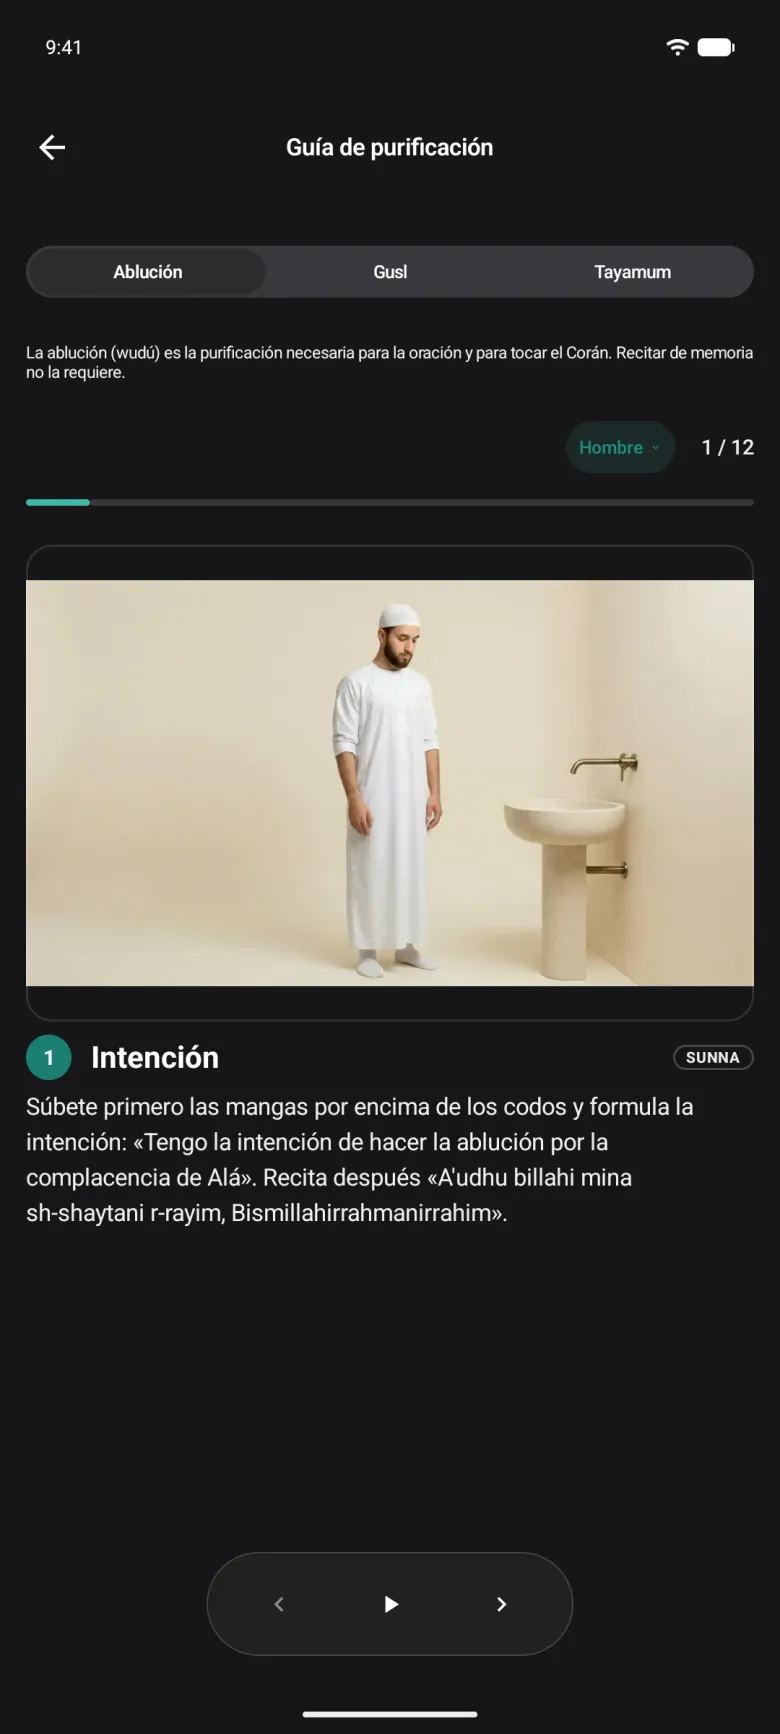 9:41
Guía de purificación
Ablución
Gusl
Tayamum
La ablución (wudú) es la purificación necesaria para la oración y para tocar el Corán. Recitar de memoria
no la requiere.
Hombre
1 / 12
1
Intención
SUNNA
Súbete primero las mangas por encima de los codos y formula la
intención: «Tengo la intención de hacer la ablución por la
complacencia de Alá». Recita después «A'udhu billahi mina
sh-shaytani r-rayim, Bismillahirrahmanirrahim».